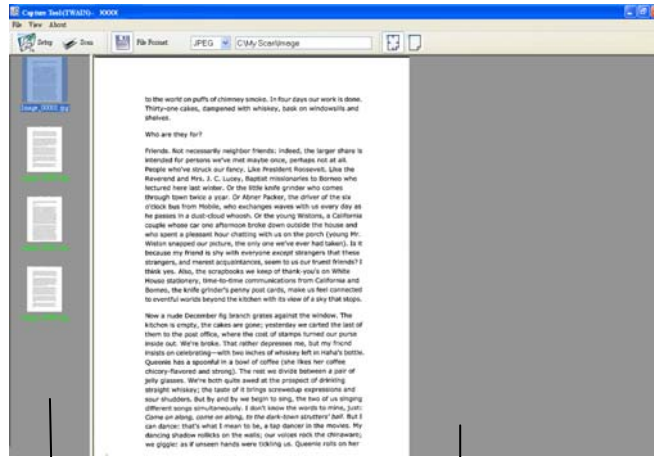 Capture Tool(TWAIN)- XXXX
File View About
Setup Scan File Format JPEG C:\My Scan\Image
Image_00001.jpg
to the world on puffs of chimney smoke. In four days our work is done.
Thirty-one cakes, dampened with whiskey, bask on windowsills and
shelves.
Who are they for?
Friends. Not necessarily neighbor friends: indeed, the larger share is
intended for persons we've met maybe once, perhaps not at all.
People who've struck our fancy. Like President Roosevelt. Like the
Reverend and Mrs. J. C. Lucey, Baptist missionaries to Borneo who
lectured here last winter. Or the little knife grinder who comes
through town twice a year. Or Abner Packer, the driver of the six
o'clock bus from Mobile, who exchanges waves with us every day as
he passes in a dust-cloud whoosh. Or the young Wistons, a California
couple whose car one afternoon broke down outside the house and
who spent a pleasant hour chatting with us on the porch (young Mr.
Wiston snapped our picture, the only one we've ever had taken). Is it
because my friend is shy with everyone except strangers that these
strangers, and merest acquaintances, seem to us our truest friends? I
think yes. Also, the scrapbooks we keep of thank-you's on White
House stationery, time-to-time communications from California and
Borneo, the knife grinder's penny post cards, make us feel connected
to eventful worlds beyond the kitchen with its view of a sky that stops.
Now a nude December fig branch grates against the window. The
kitchen is empty, the cakes are gone; yesterday we carted the last of
them to the post office, where the cost of stamps turned our purse
inside out. We're broke. That rather depresses me, but my friend
insists on celebrating—with two inches of whiskey left in Haha's bottle.
Queenie has a spoonful in a bowl of coffee (she likes her coffee
chicory-flavored and strong). The rest we divide between a pair of
jelly glasses. We're both quite awed at the prospect of drinking
straight whiskey; the taste of it brings screwedup expressions and
sour shudders. But by and by we begin to sing, the two of us singing
different songs simultaneously. I don't know the words to mine, just:
Come on along, come on along, to the dark-town strutters' ball. But I
can dance: that's what I mean to be, a tap dancer in the movies. My
dancing shadow rollicks on the walls; our voices rock the chinaware;
we giggle: as if unseen hands were tickling us. Queenie rolls on her